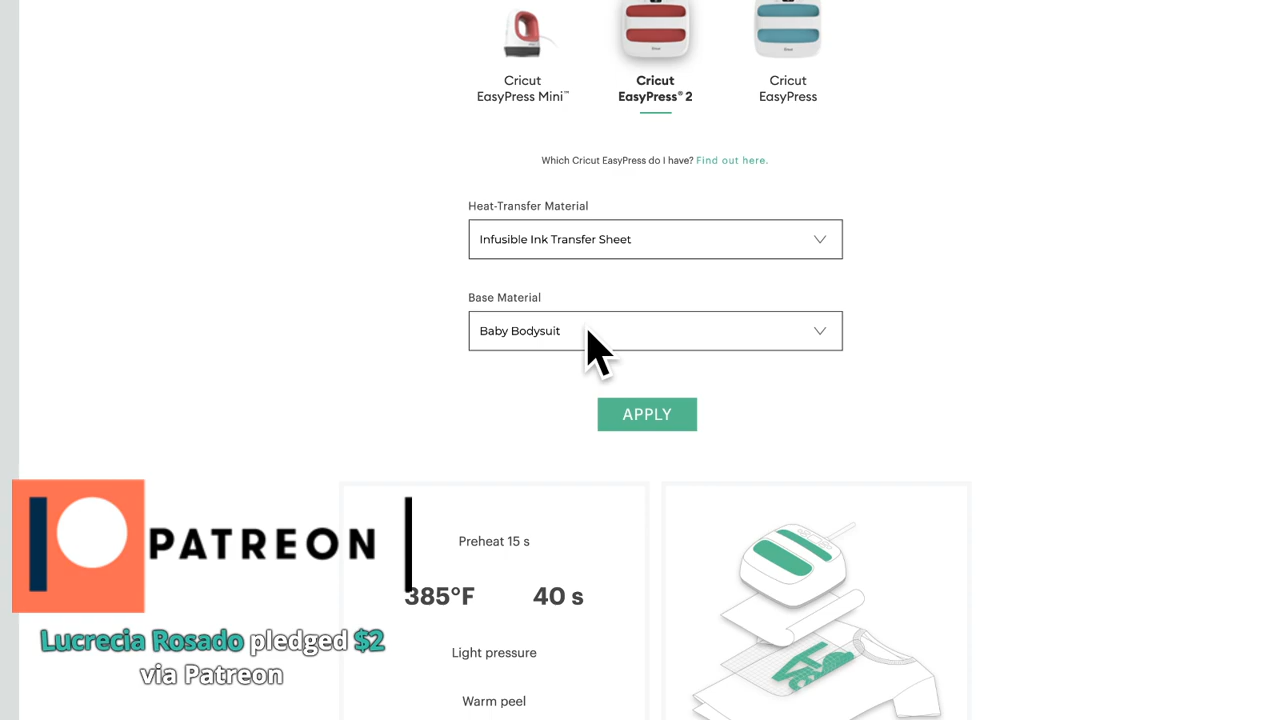 Cricut
EasyPress Mini™
Cricut
EasyPress® 2
Cricut
EasyPress
Which Cricut EasyPress do I have? Find out here.
Heat-Transfer Material
Infusible Ink Transfer Sheet
Base Material
Baby Bodysuit
APPLY
Preheat 15 s
385°F 40 s
Light pressure
Warm peel
PATREON
Lucrecia Rosado pledged $2
via Patreon